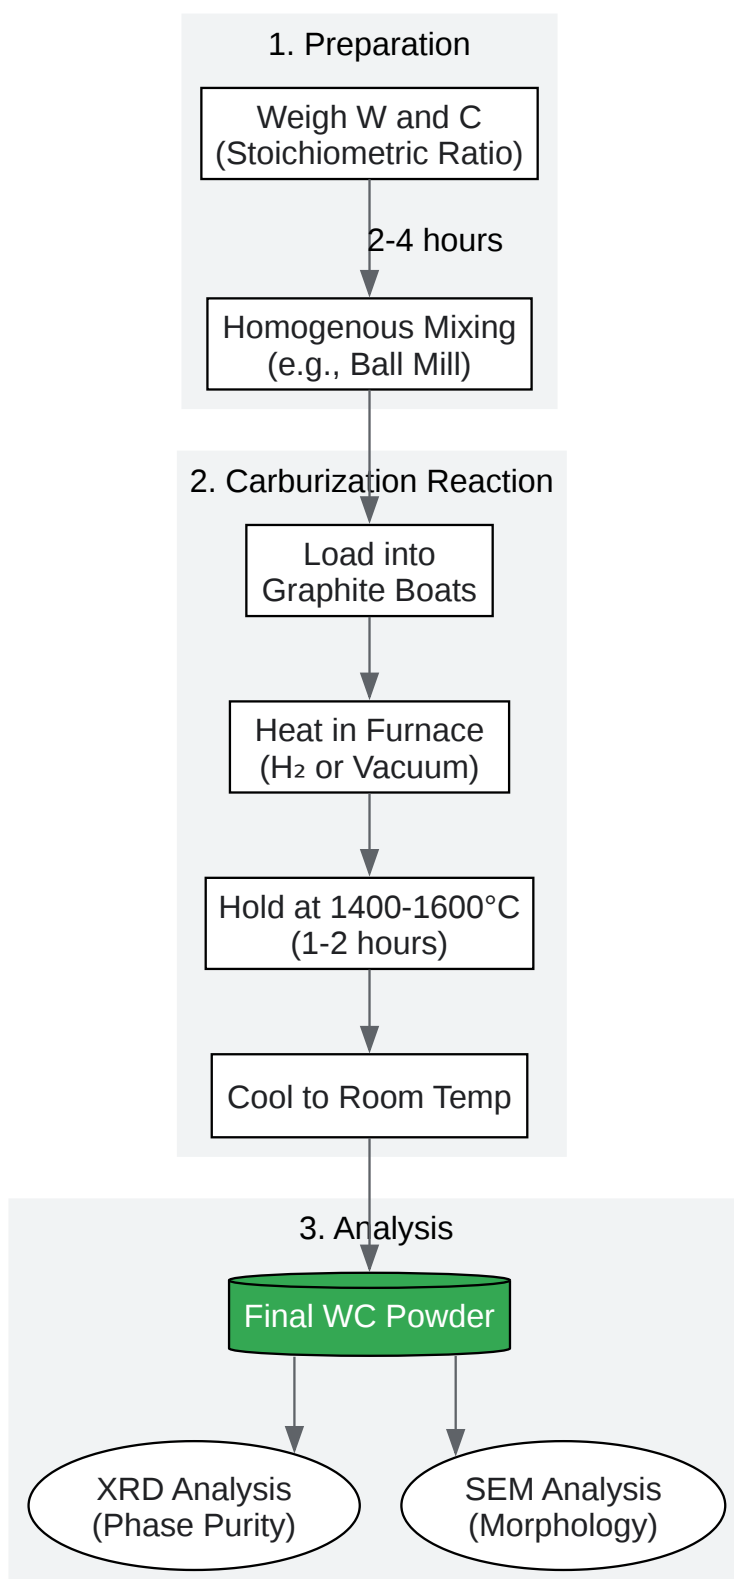 1. Preparation
Weigh W and C
(Stoichiometric Ratio)
2-4 hours
Homogenous Mixing
(e.g., Ball Mill)
2. Carburization Reaction
Load into
Graphite Boats
Heat in Furnace
(H₂ or Vacuum)
Hold at 1400-1600°C
(1-2 hours)
Cool to Room Temp
3. Analysis
Final WC Powder
XRD Analysis
(Phase Purity)
SEM Analysis
(Morphology)